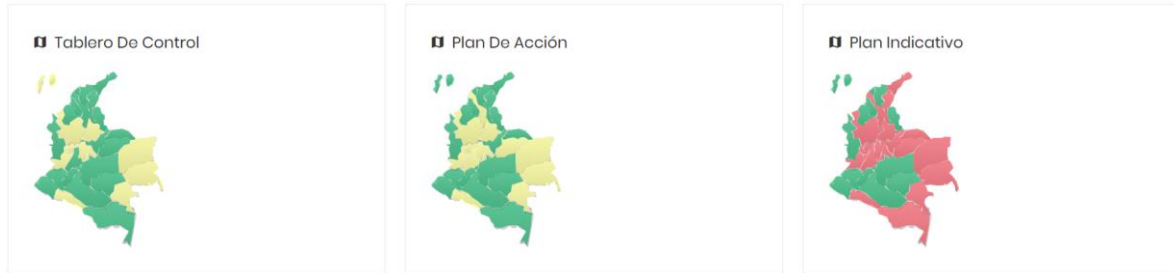 Tablero De Control
Plan De Acción
Plan Indicativo